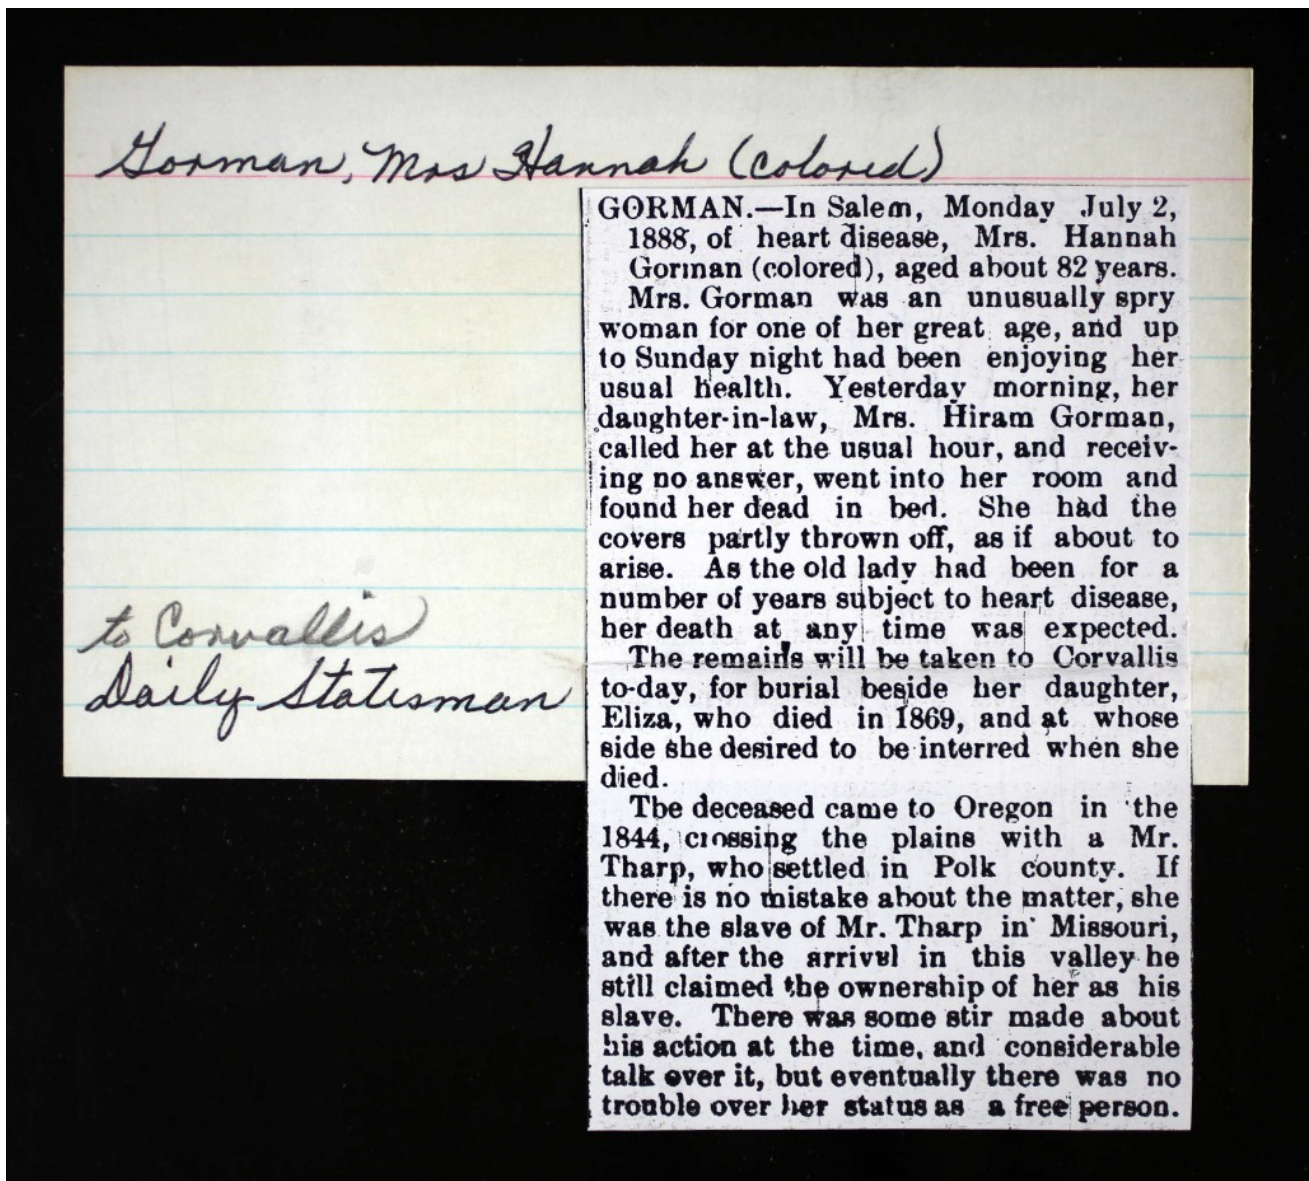 Gorman, Mrs Hannah (colored)
GORMAN.—In Salem, Monday July 2,
1888, of heart disease, Mrs. Hannah
Gorman (colored), aged about 82 years.
Mrs. Gorman was an unusually spry
woman for one of her great age, and up
to Sunday night had been enjoying her
usual health. Yesterday morning, her
daughter-in-law, Mrs. Hiram Gorman,
called her at the usual hour, and receiv-
ing no answer, went into her room and
found her dead in bed. She had the
covers partly thrown off, as if about to
arise. As the old lady had been for a
number of years subject to heart disease,
her death at any time was expected.
The remains will be taken to Corvallis
to-day, for burial beside her daughter,
Eliza, who died in 1869, and at whose
side she desired to be interred when she
died.
Tbe deceased came to Oregon in the
1844, crossing the plains with a Mr.
Tharp, who settled in Polk county. If
there is no mistake about the matter, she
was the slave of Mr. Tharp in Missouri,
and after the arrival in this valley he
still claimed the ownership of her as his
slave. There was some stir made about
his action at the time, and considerable
talk over it, but eventually there was no
trouble over her status as a free person.
to Corvallis
Daily Statesman